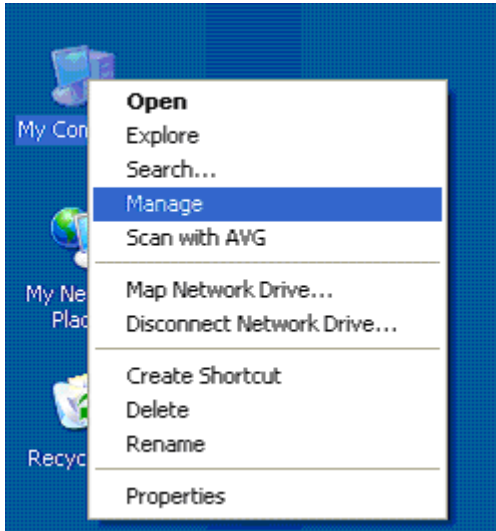 My Con
Open
Explore
Search...
Manage
Scan with AVG
My Ne
Plac
Map Network Drive...
Disconnect Network Drive...
Create Shortcut
Delete
Rename
Recyc
Properties